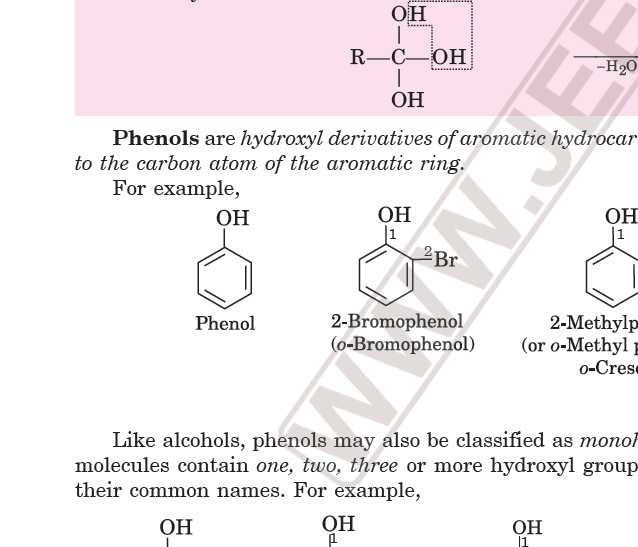 OH
R—C—OH
–H2O
OH
Phenols are hydroxyl derivatives of aromatic hydrocar
to the carbon atom of the aromatic ring.
For example,
OH OH OH
1 1
2 Br
Phenol 2-Bromophenol 2-Methylp
(o-Bromophenol) (or o-Methyl p
o-Creso
WWW.JEE
Like alcohols, phenols may also be classified as monoh
molecules contain one, two, three or more hydroxyl group
their common names. For example,
OH OH OH
1 1